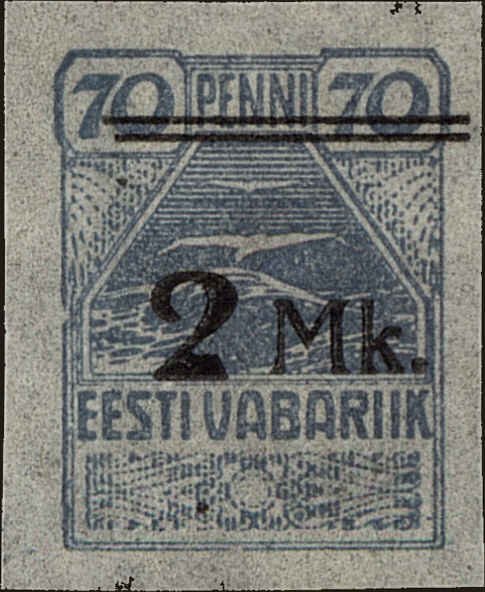 70 PENNI 70
2 Mk.
EESTI VABARIIK